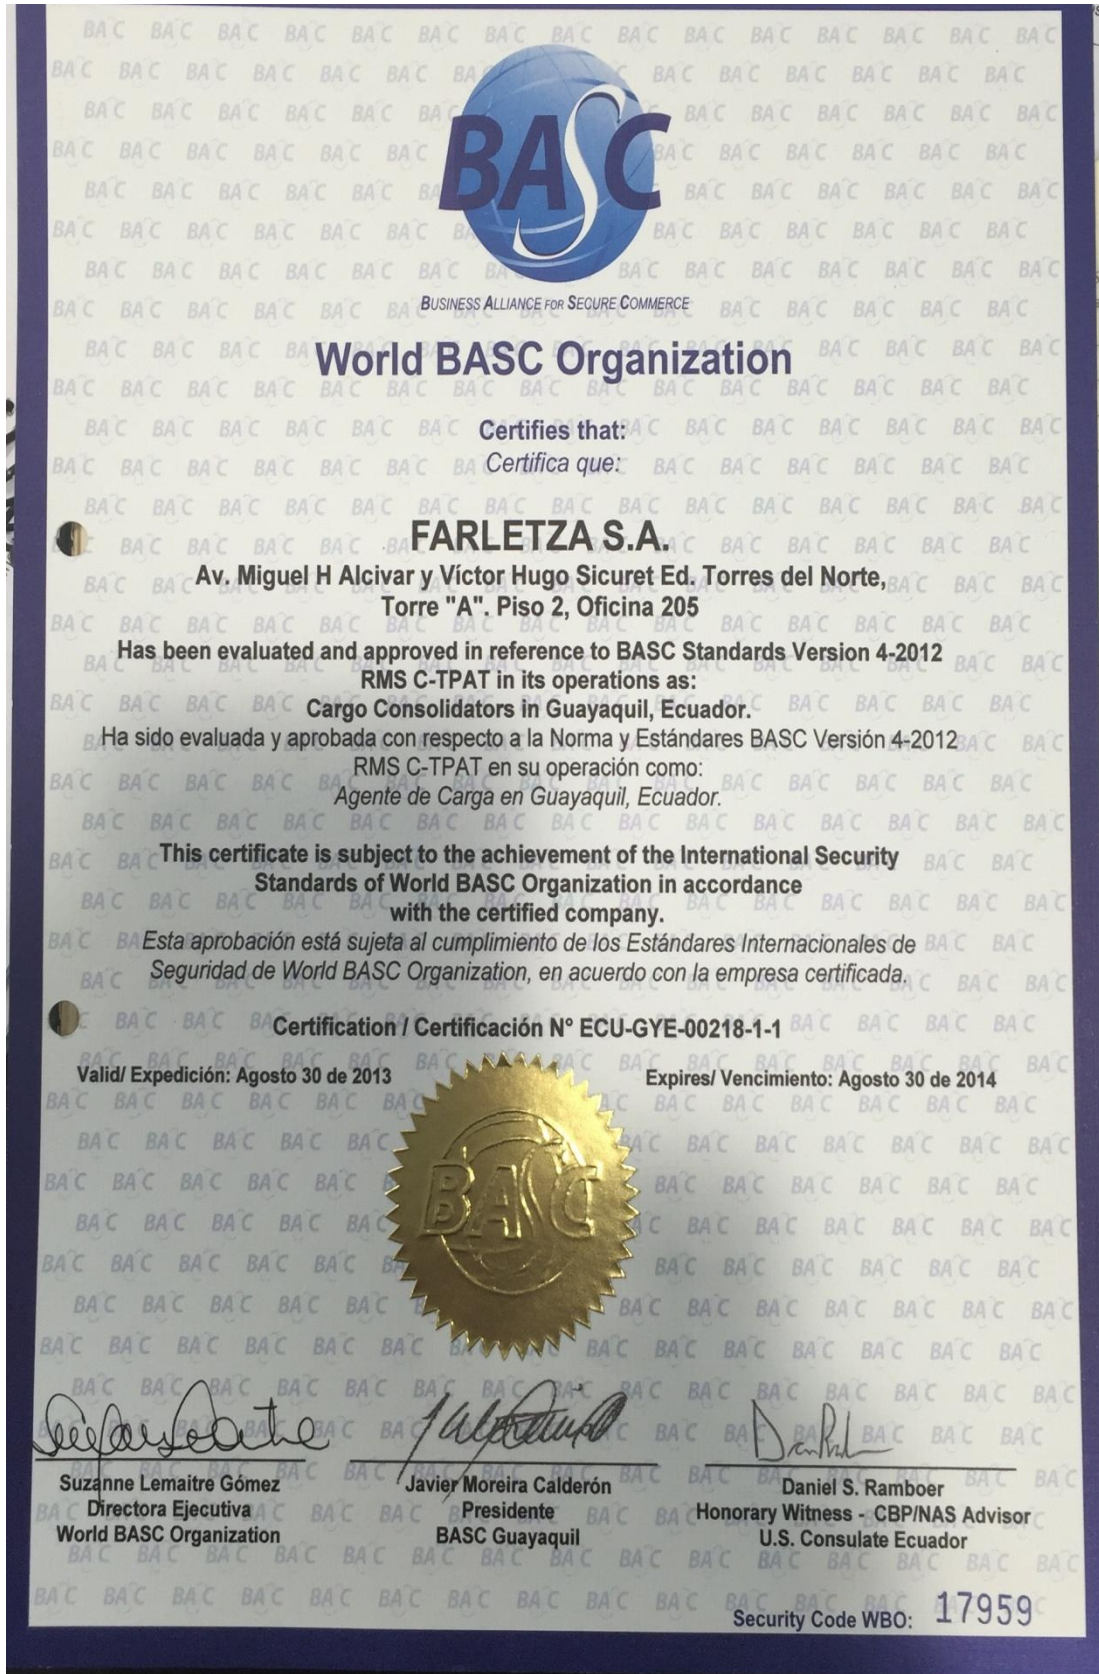 BASC
BUSINESS ALLIANCE FOR SECURE COMMERCE
World BASC Organization
Certifies that:
Certifica que:
FARLETZA S.A.
Av. Miguel H Alcivar y Víctor Hugo Sicuret Ed. Torres del Norte,
Torre "A". Piso 2, Oficina 205
Has been evaluated and approved in reference to BASC Standards Version 4-2012
RMS C-TPAT in its operations as:
Cargo Consolidators in Guayaquil, Ecuador.
Ha sido evaluada y aprobada con respecto a la Norma y Estándares BASC Versión 4-2012
RMS C-TPAT en su operación como:
Agente de Carga en Guayaquil, Ecuador.
This certificate is subject to the achievement of the International Security
Standards of World BASC Organization in accordance
with the certified company.
Esta aprobación está sujeta al cumplimiento de los Estándares Internacionales de
Seguridad de World BASC Organization, en acuerdo con la empresa certificada.
Certification / Certificación N° ECU-GYE-00218-1-1
Valid/ Expedición: Agosto 30 de 2013
Expires/ Vencimiento: Agosto 30 de 2014
BASC
Suzanne Lemaitre Gómez
Directora Ejecutiva
World BASC Organization
Javier Moreira Calderón
Presidente
BASC Guayaquil
Daniel S. Ramboer
Honorary Witness - CBP/NAS Advisor
U.S. Consulate Ecuador
Security Code WBO: 17959